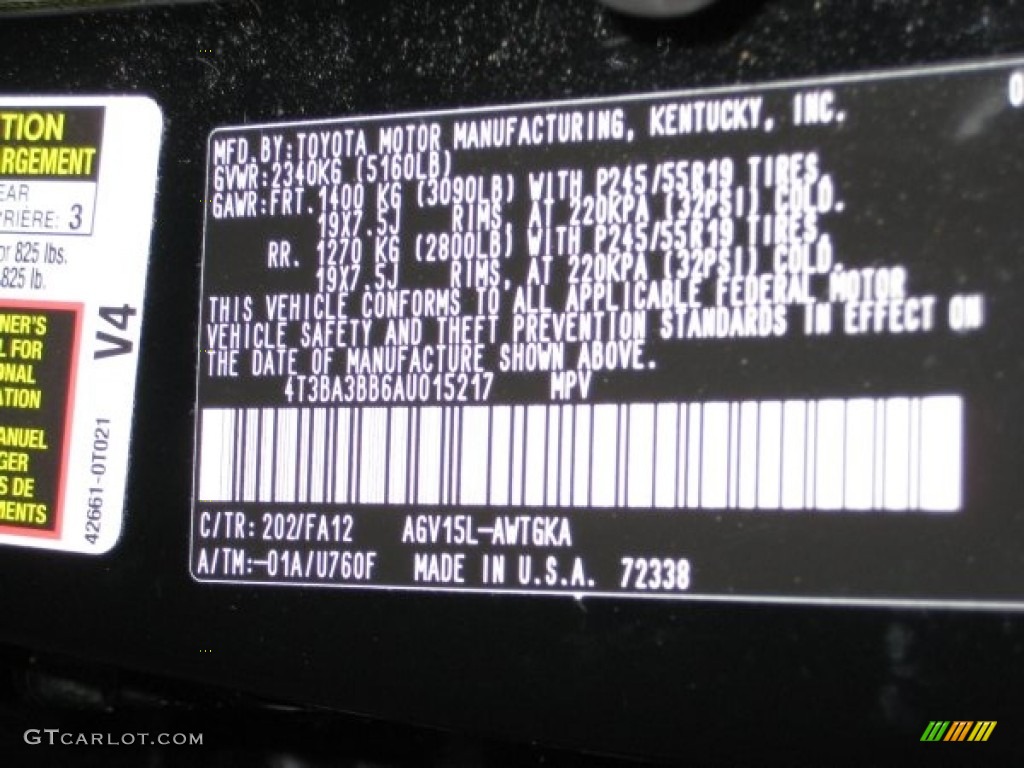 TION
RGEMENT
EAR
RIÈRE: 3
or 825 lbs.
825 lb.
NER'S
L FOR
ONAL
ATION
ANUEL
GER
S DE
MENTS
V4
42661-0T021
0
MFD.BY:TOYOTA MOTOR MANUFACTURING, KENTUCKY, INC.
GVWR:2340KG (5160LB)
GAWR:FRT. 1400 KG (3090LB) WITH P245/55R19 TIRES,
19X7.5J RIMS, AT 220KPA (32PSI) COLD.
RR. 1270 KG (2800LB) WITH P245/55R19 TIRES,
19X7.5J RIMS, AT 220KPA (32PSI) COLD.
THIS VEHICLE CONFORMS TO ALL APPLICABLE FEDERAL MOTOR
VEHICLE SAFETY AND THEFT PREVENTION STANDARDS IN EFFECT ON
THE DATE OF MANUFACTURE SHOWN ABOVE.
4T3BA3BB6AU015217 MPV
C/TR: 202/FA12 AGV15L-AWTGKA
A/TM:-01A/U760F MADE IN U.S.A. 72338
GTCARLOT.COM